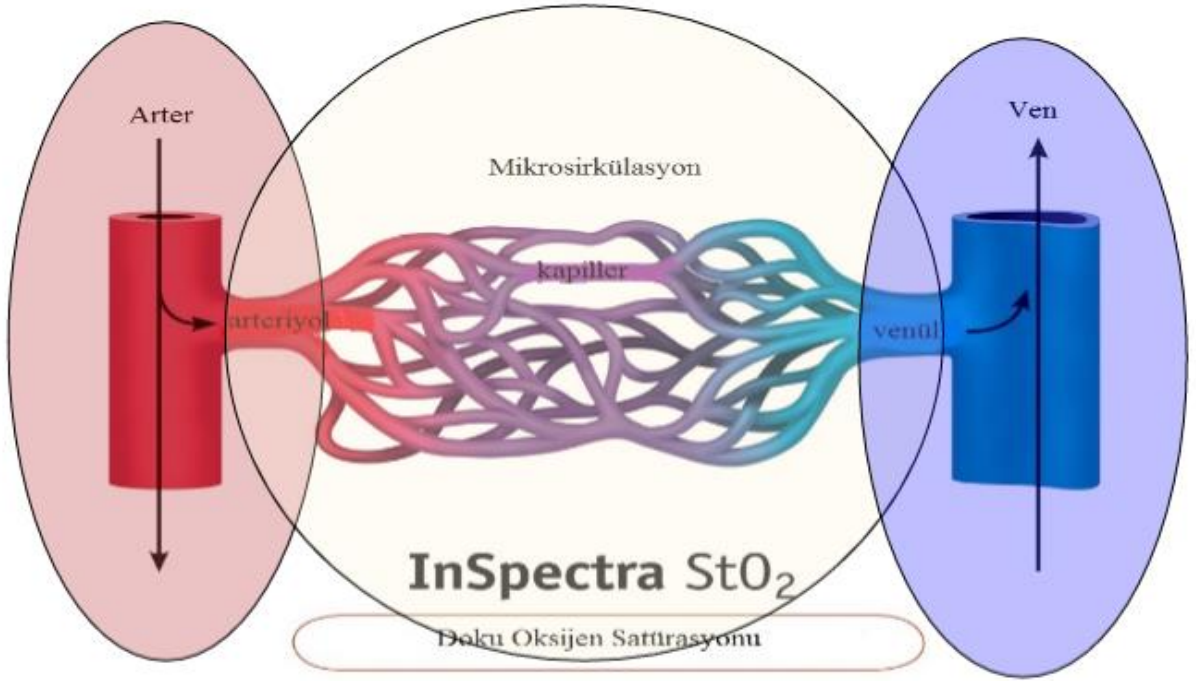 Arter
Ven
Mikrosirkülasyon
kapiller
arteriyol
venül
InSpectra StO₂
Doku Oksijen Satürasyonu